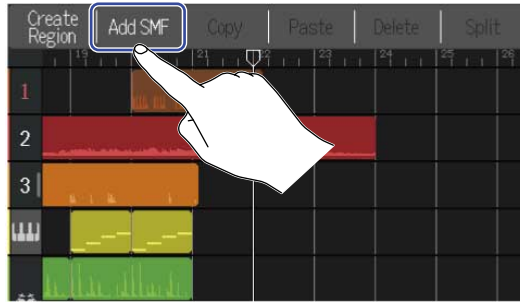 Create
Region
Add SMF
Copy
Paste
Delete
Split
19
21
22
23
24
25
26
1
2
3